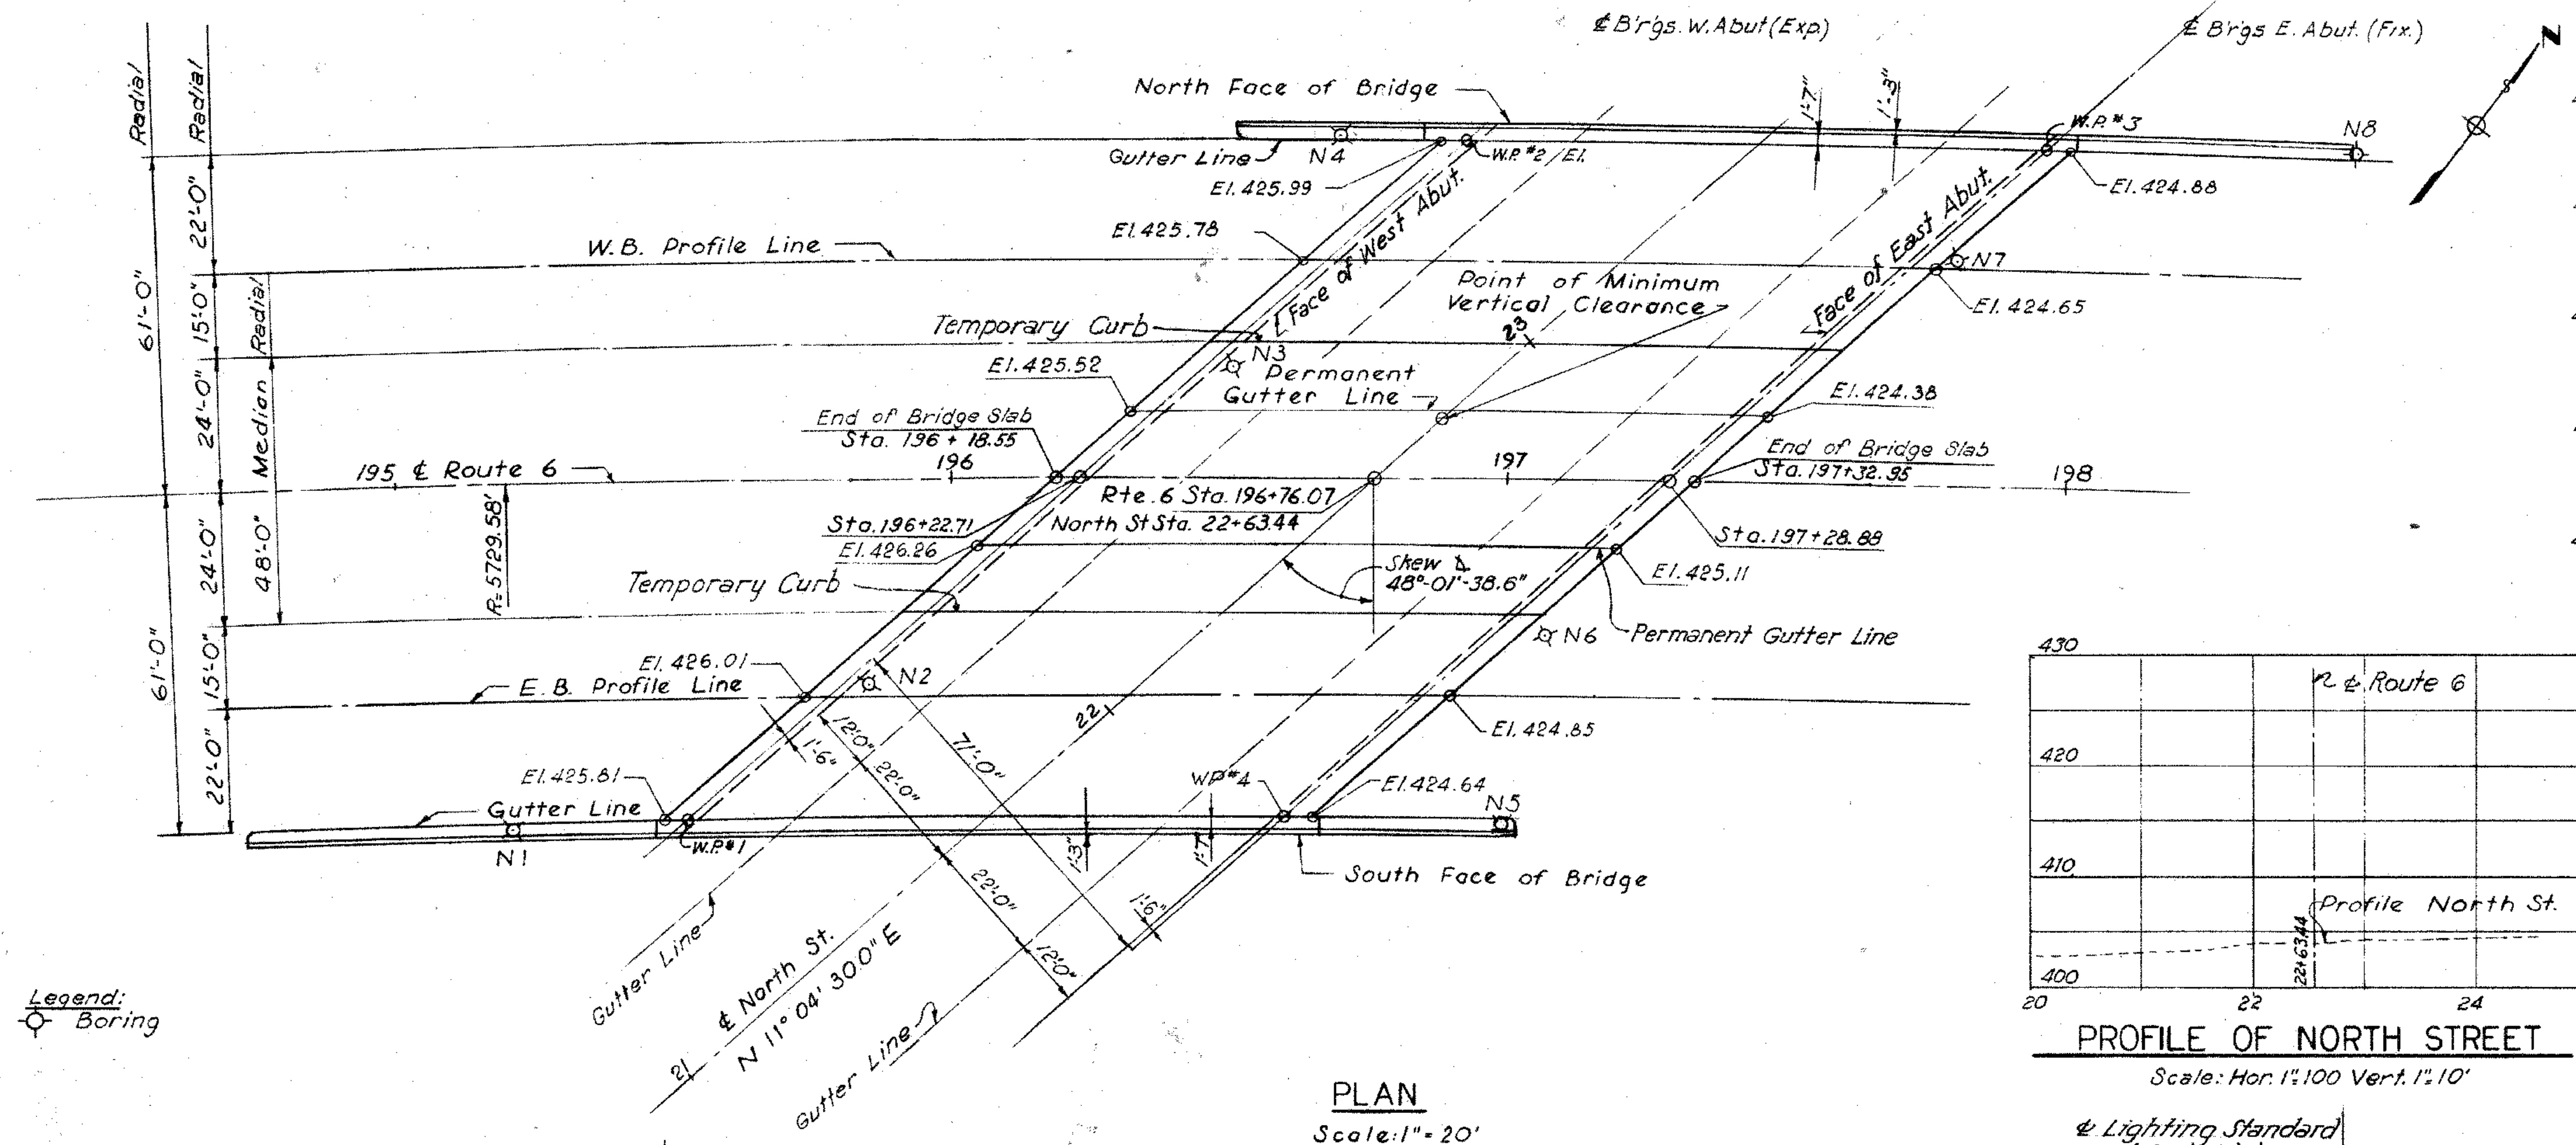 ₵ B'r'gs. W. Abut (Exp.)
₵ B'r'gs E. Abut. (Fix.)
N
Radial
Radial
North Face of Bridge
1'-7"
1'-3"
W.P. #3
N8
Gutter Line
N4
W.P. #2 El.
El. 425.99
El. 424.88
61'-0"
22'-0"
El. 425.78
W.B. Profile Line
Face of West Abut.
Face of East Abut.
N7
El. 424.65
Point of Minimum
Vertical Clearance
15'-0"
Radial
Temporary Curb
23
N3
El. 425.52
Permanent
Gutter Line
El. 424.38
24'-0"
Median
End of Bridge Slab
Sta. 196 + 18.55
End of Bridge Slab
Sta. 197+32.95
195 ₵ Route 6
196
197
198
Rte. 6 Sta. 196+76.07
North St Sta. 22+63.44
Sta. 196+22.71
El. 426.26
Sta. 197+28.88
R=5729.58'
48'-0"
24'-0"
Skew ∡
48°-01'-38.6"
El. 425.11
Temporary Curb
N6
Permanent Gutter Line
61'-0"
15'-0"
El. 426.01
N2
E.B. Profile Line
22
El. 424.85
22'-0"
1'-6"
12'-0"
22'-0"
71'-0"
El. 425.81
W.P. #4
El. 424.64
N5
Gutter Line
N1
W.P. #1
1'-3"
1'-7"
South Face of Bridge
22'-0"
1'-6"
12'-0"
Gutter Line
₵ North St.
N 11° 04' 30.0" E
21
Gutter Line
Legend:
Boring
PLAN
Scale: 1" = 20'
430
₵ Route 6
420
410
Profile North St.
22+63.44
400
20
22
24
PROFILE OF NORTH STREET
Scale: Hor. 1"=100 Vert. 1"=10'
₵ Lighting Standard